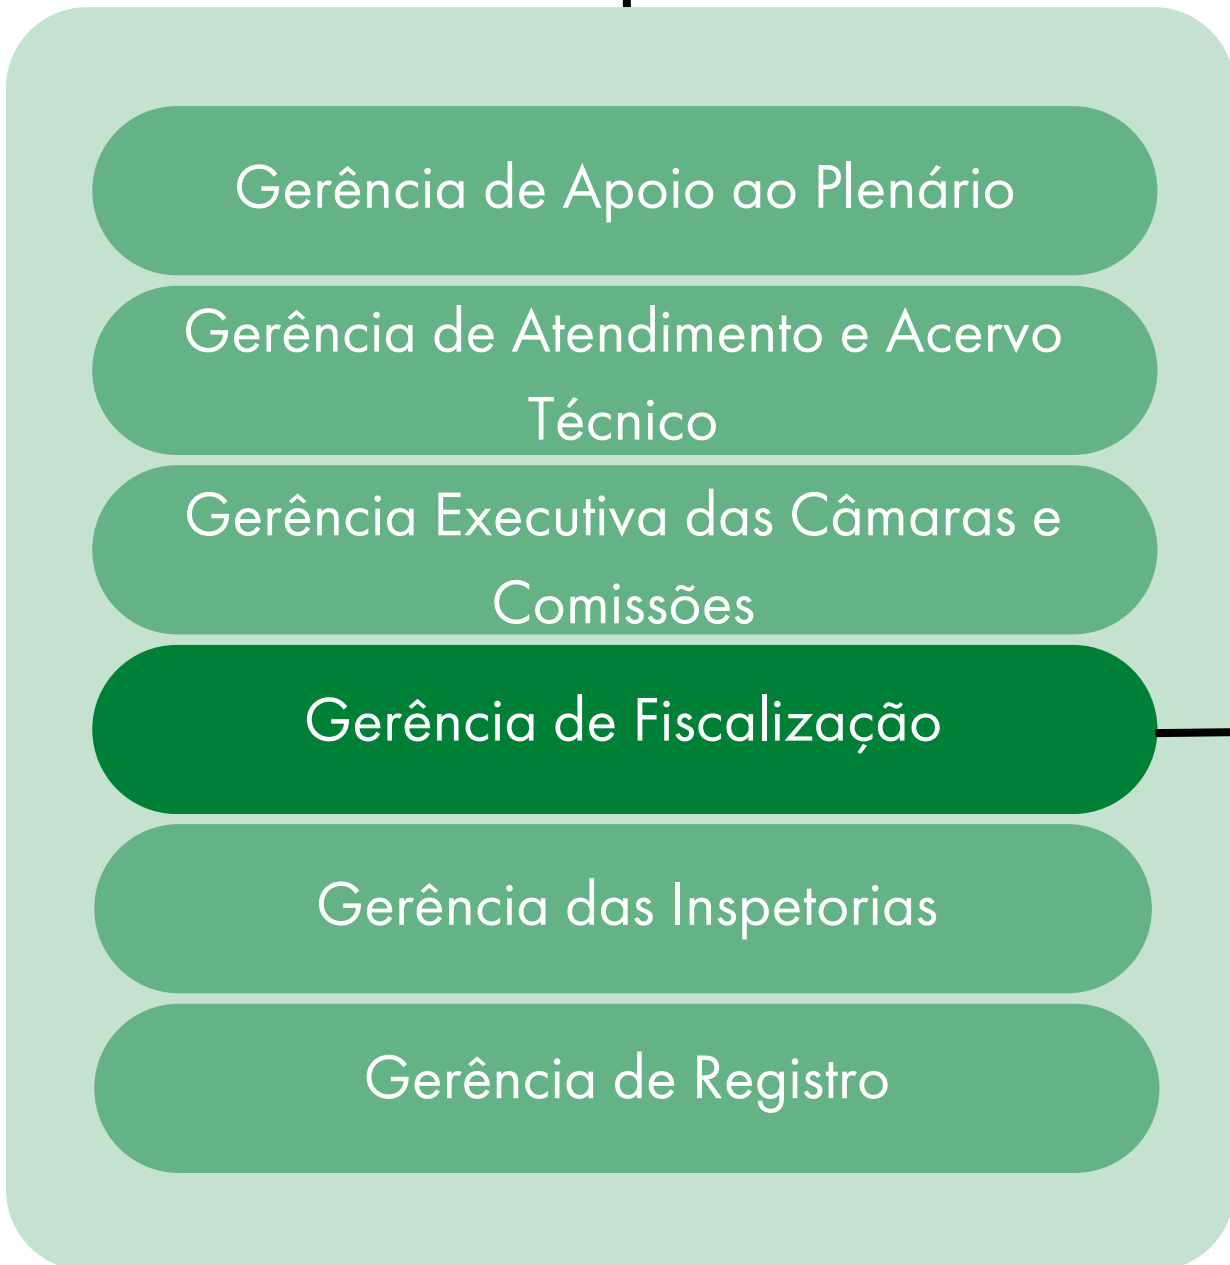 Gerência de Apoio ao Plenário
Gerência de Atendimento e Acervo
Técnico
Gerência Executiva das Câmaras e
Comissões
Gerência de Fiscalização
Gerência das Inspetorias
Gerência de Registro